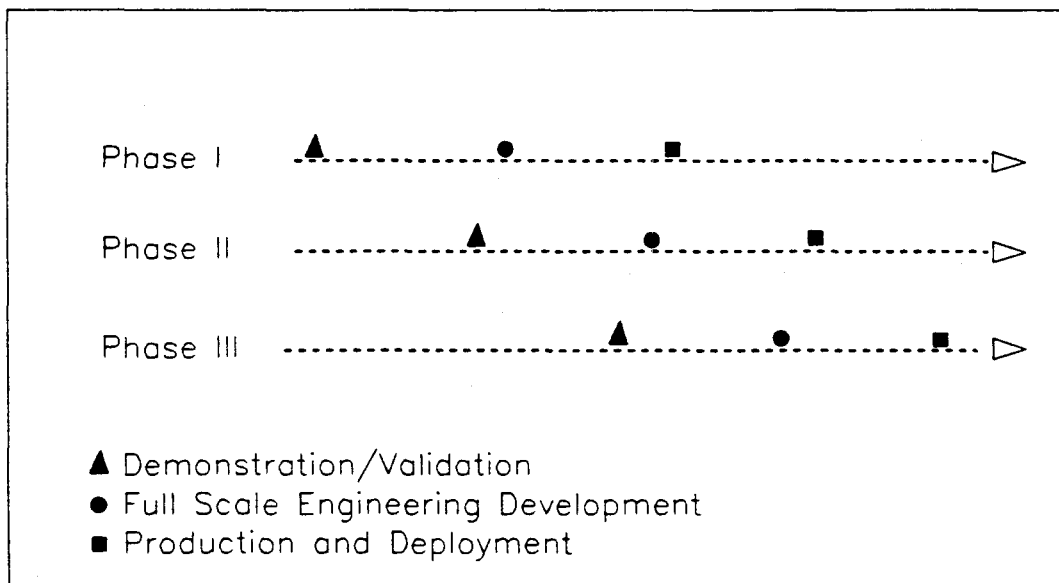 Phase I
Phase II
Phase III
Demonstration/Validation
Full Scale Engineering Development
Production and Deployment